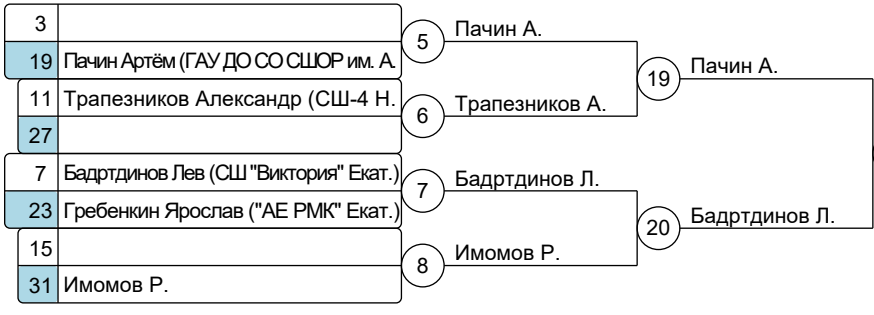 3
5
Пачин А.
19 Пачин Артём (ГАУ ДО СО СШОР им. А.
19
Пачин А.
11 Трапезников Александр (СШ-4 Н.
6
Трапезников А.
27
7 Бадртдинов Лев (СШ "Виктория" Екат.)
7
Бадртдинов Л.
23 Гребенкин Ярослав ("АЕ РМК" Екат.)
20
Бадртдинов Л.
15
8
Имомов Р.
31 Имомов Р.